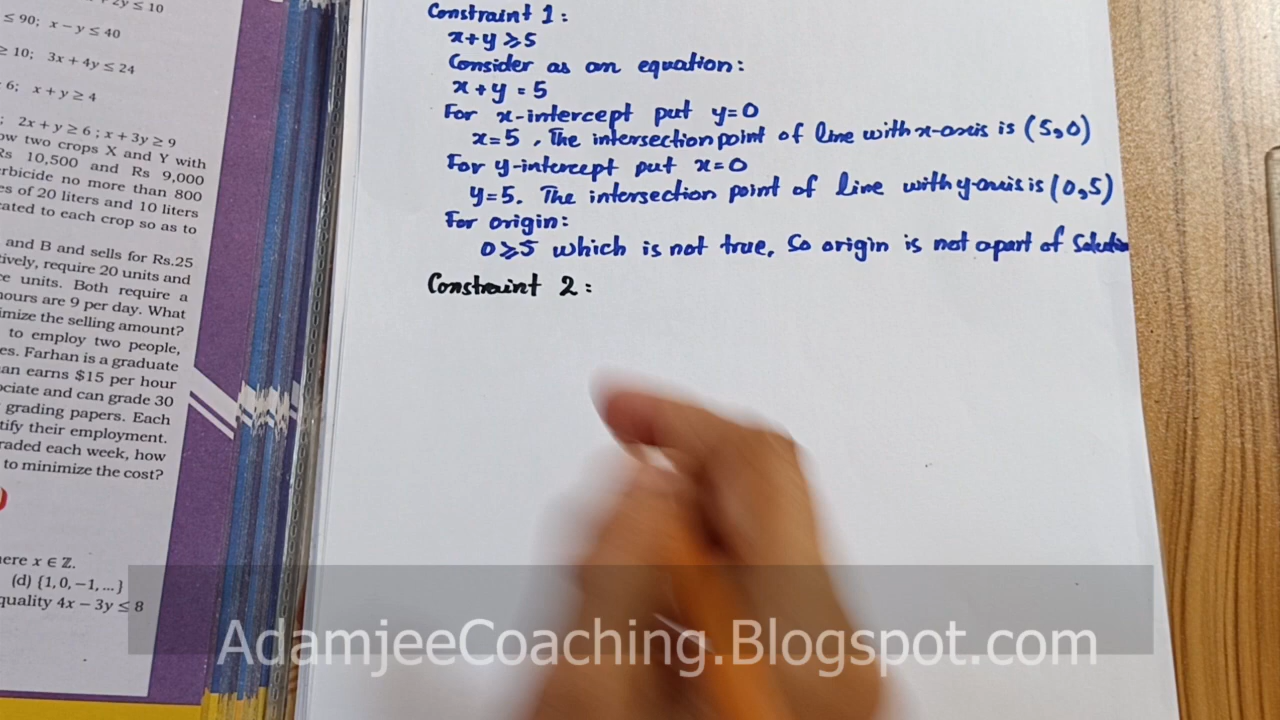 + 2y ≤ 10
≤ 90; x − y ≤ 40
≥ 10; 3x + 4y ≤ 24
6; x + y ≥ 4
; 2x + y ≥ 6 ; x + 3y ≥ 9
ow two crops X and Y with
Rs 10,500 and Rs 9,000
rbicide no more than 800
es of 20 liters and 10 liters
ated to each crop so as to
and B and sells for Rs.25
tively, require 20 units and
ce units. Both require a
hours are 9 per day. What
imize the selling amount?
to employ two people,
es. Farhan is a graduate
an earns $15 per hour
ociate and can grade 30
grading papers. Each
tify their employment.
raded each week, how
to minimize the cost?
here x ∈ ℤ.
(d) {1, 0, −1, ...}
quality 4x − 3y ≤ 8
Constraint 1:
x+y ≥ 5
Consider as an equation:
x + y = 5
For x-intercept put y=0
x=5 , The intersection point of line with x-axis is (5,0)
For y-intercept put x=0
y=5. The intersection point of line with y-axis is (0,5)
For origin:
0 ≥ 5 which is not true. So origin is not apart of Solution
Constraint 2:
AdamjeeCoaching.Blogspot.com